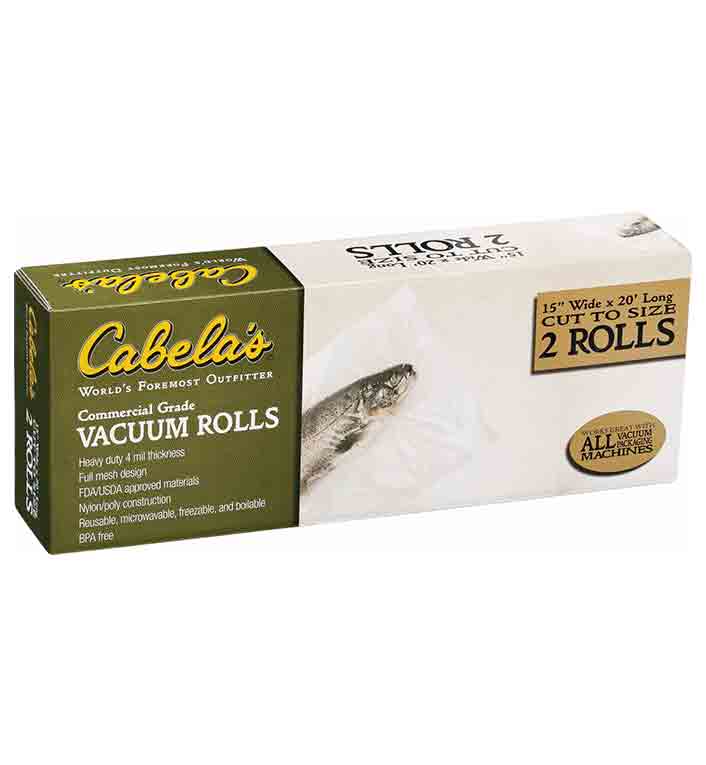 Cabela's
WORLD'S FOREMOST OUTFITTER
15" Wide x 20' Long
CUT TO SIZE
2 ROLLS
Cabela's
WORLD'S FOREMOST OUTFITTER
Commercial Grade
VACUUM ROLLS
Heavy duty 4 mil thickness
Full mesh design
FDA/USDA approved materials
Nylon/poly construction
Reusable, microwavable, freezable, and boilable
BPA free
15" Wide x 20' Long
CUT TO SIZE
2 ROLLS
WORKS GREAT WITH
ALL VACUUM PACKAGING
MACHINES
Cabela's
2 ROLLS